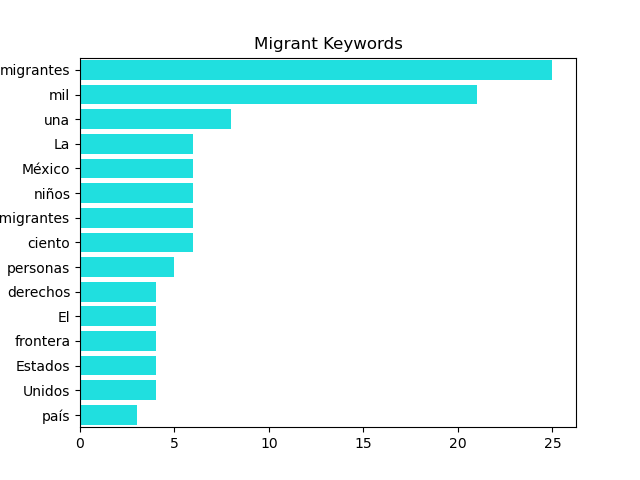 Migrant Keywords
migrantes
mil
una
La
México
niños
migrantes
ciento
personas
derechos
El
frontera
Estados
Unidos
país
0 5 10 15 20 25